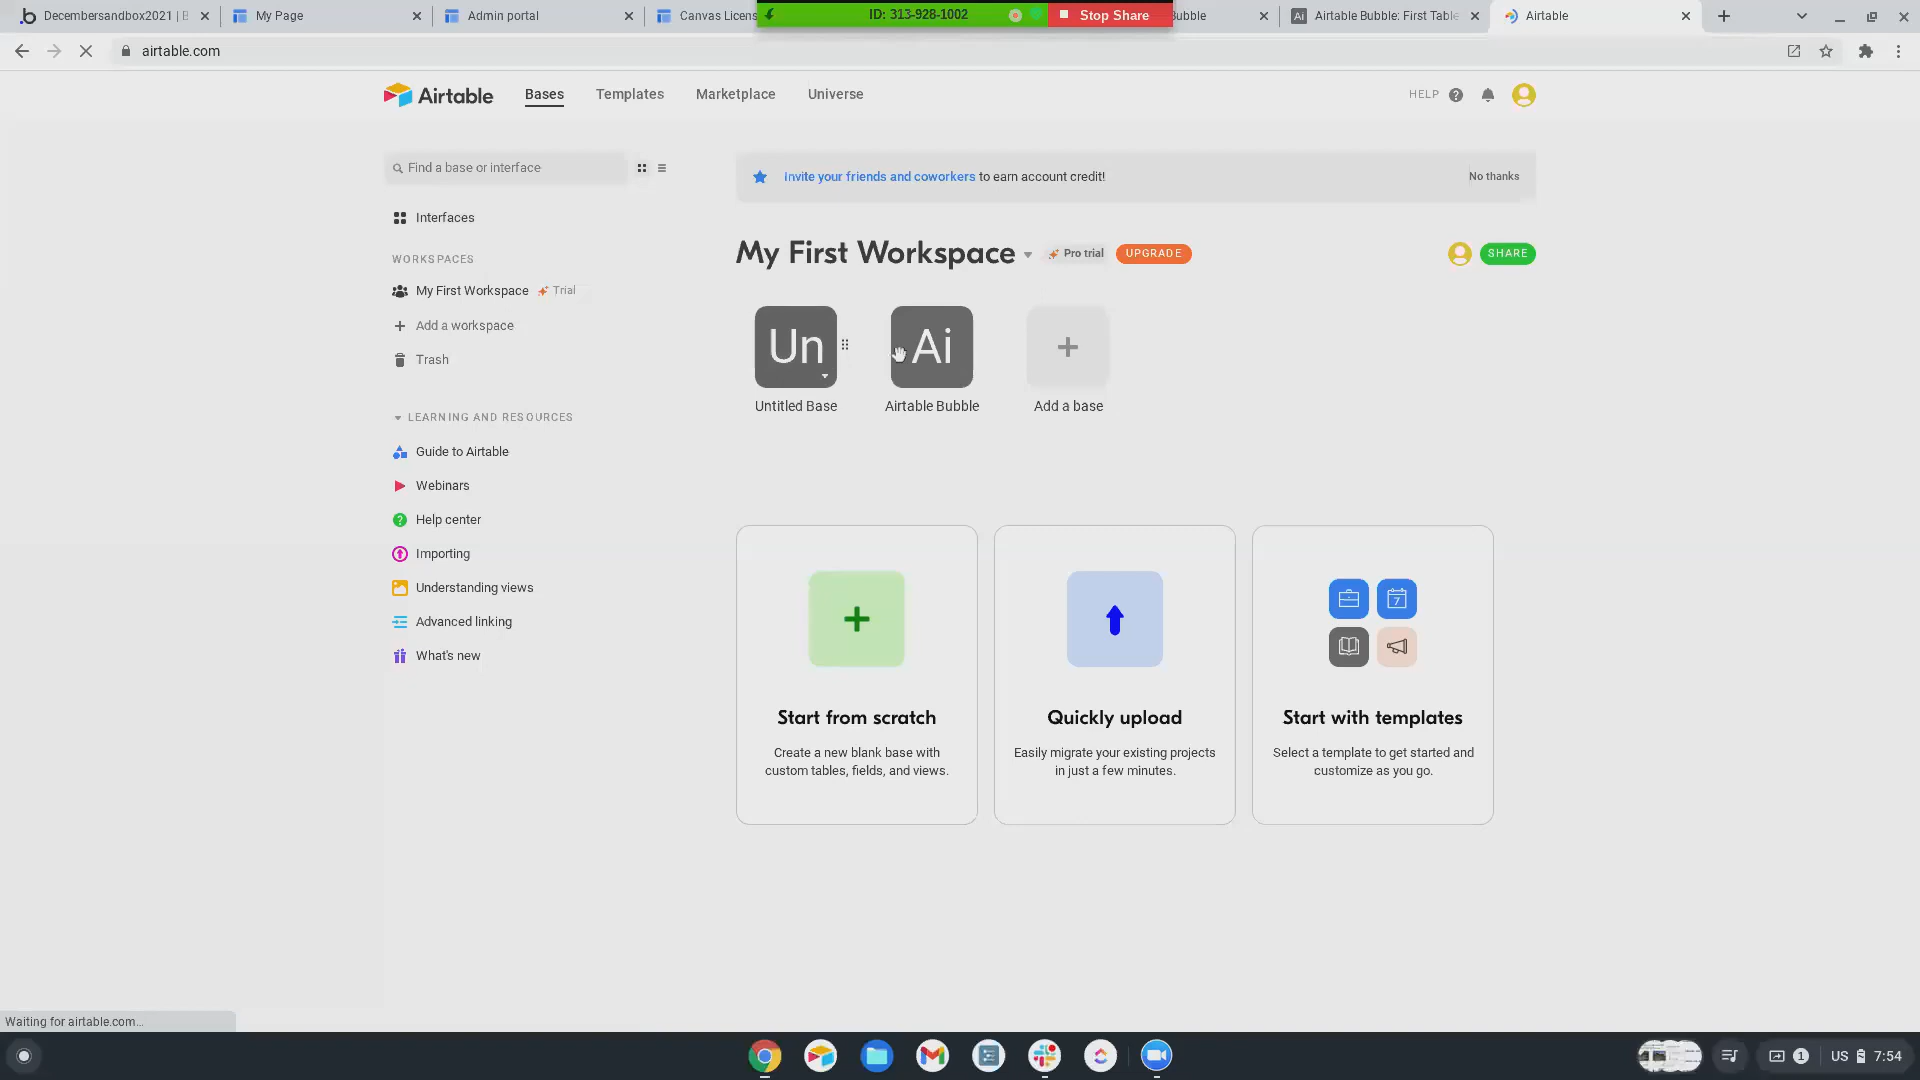 Decembersandbox2021 | B
My Page
Admin portal
Canvas Licens
ID: 313-928-1002
Stop Share
Bubble
Airtable Bubble: First Table
Airtable
airtable.com
Airtable
Bases
Templates
Marketplace
Universe
HELP
Find a base or interface
Invite your friends and coworkers to earn account credit!
No thanks
Interfaces
WORKSPACES
My First Workspace
Trial
Add a workspace
Trash
My First Workspace
Pro trial
UPGRADE
SHARE
Un
Ai
Untitled Base
Airtable Bubble
Add a base
LEARNING AND RESOURCES
Guide to Airtable
Webinars
Help center
Importing
Understanding views
Advanced linking
What's new
7
Start from scratch
Create a new blank base with
custom tables, fields, and views.
Quickly upload
Easily migrate your existing projects
in just a few minutes.
Start with templates
Select a template to get started and
customize as you go.
Waiting for airtable.com...
1
US
7:54